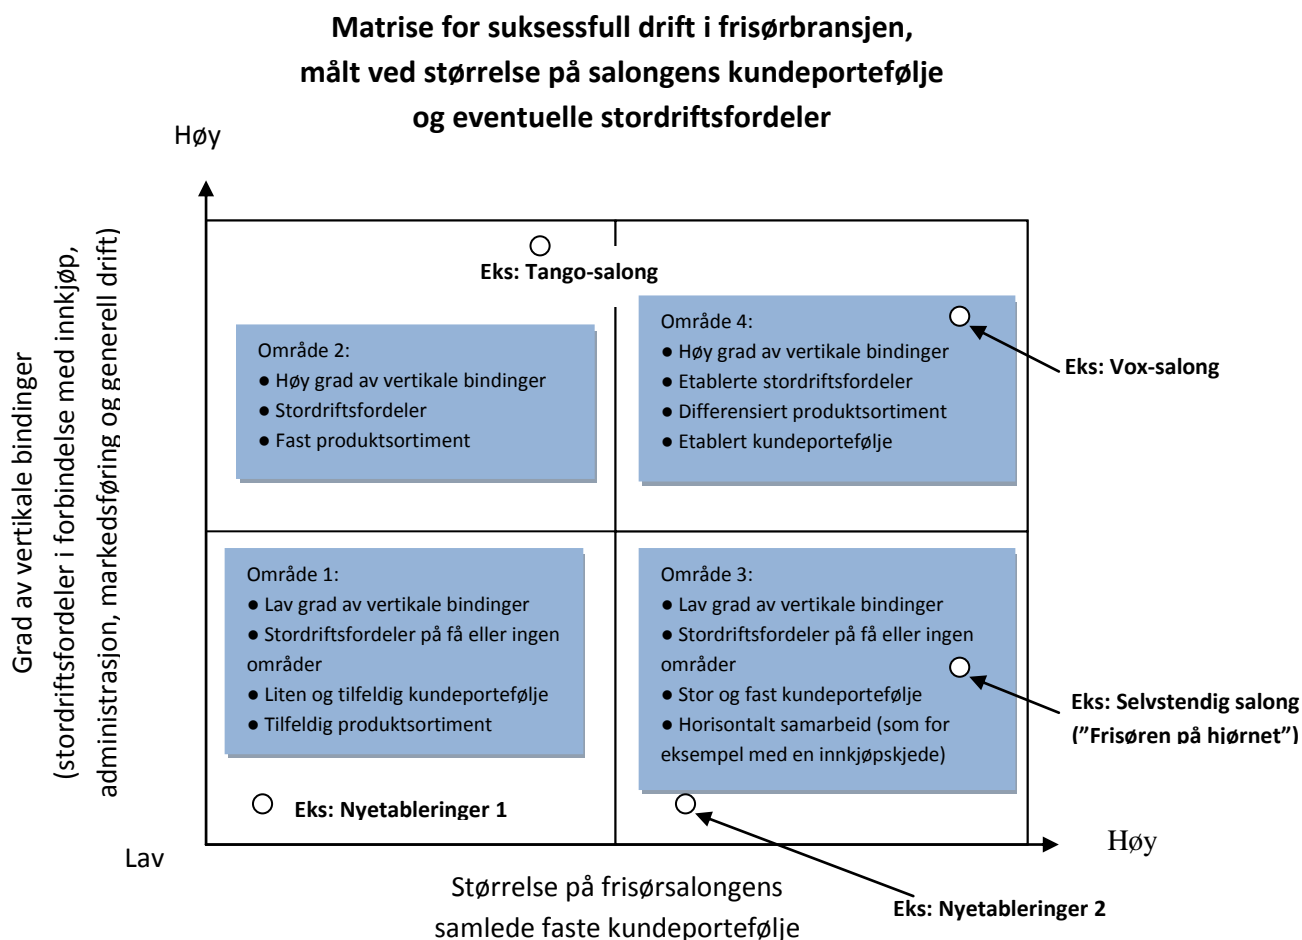 Matrise for suksessfull drift i frisørbransjen,
målt ved størrelse på salongens kundeportefølje
og eventuelle stordriftsfordeler
Høy
Grad av vertikale bindinger
(stordriftsfordeler i forbindelse med innkjøp,
administrasjon, markedsføring og generell drift)
Eks: Tango-salong
Område 2:
● Høy grad av vertikale bindinger
● Stordriftsfordeler
● Fast produktsortiment
Område 4:
● Høy grad av vertikale bindinger
● Etablerte stordriftsfordeler
● Differensiert produktsortiment
● Etablert kundeportefølje
Eks: Vox-salong
Område 1:
● Lav grad av vertikale bindinger
● Stordriftsfordeler på få eller ingen
områder
● Liten og tilfeldig kundeportefølje
● Tilfeldig produktsortiment
Område 3:
● Lav grad av vertikale bindinger
● Stordriftsfordeler på få eller ingen
områder
● Stor og fast kundeportefølje
● Horisontalt samarbeid (som for
eksempel med en innkjøpskjede)
Eks: Selvstendig salong
(”Frisøren på hjørnet”)
Eks: Nyetableringer 1
Lav
Høy
Størrelse på frisørsalongens
samlede faste kundeportefølje
Eks: Nyetableringer 2